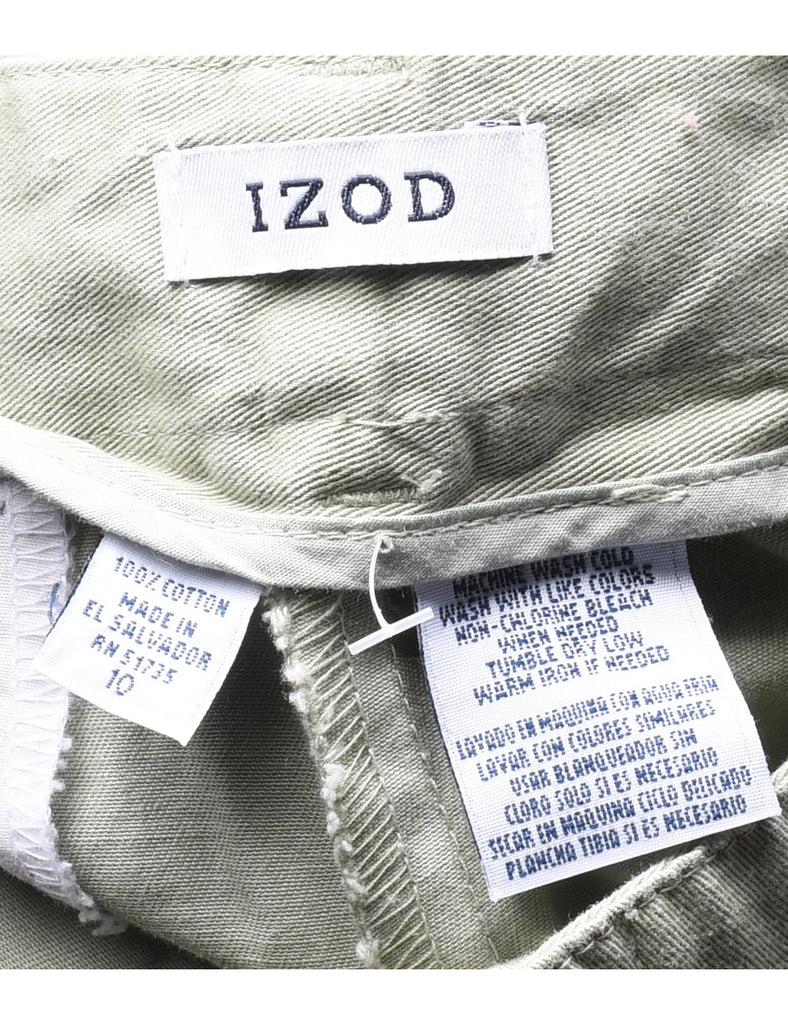 IZOD
100% COTTON
MADE IN
EL SALVADOR
RN 51735
10
MACHINE WASH COLD
WASH WITH LIKE COLORS
NON-CHLORINE BLEACH
WHEN NEEDED
TUMBLE DRY LOW
WARM IRON IF NEEDED
LAVADO EN MAQUINA CON AGUA FRIA
LAVAR CON COLORES SIMILARES
USAR BLANQUEADOR SIN
CLORO SOLO SI ES NECESARIO
SECAR EN MAQUINA CICLO DELICADO
PLANCHA TIBIA SI ES NECESARIO